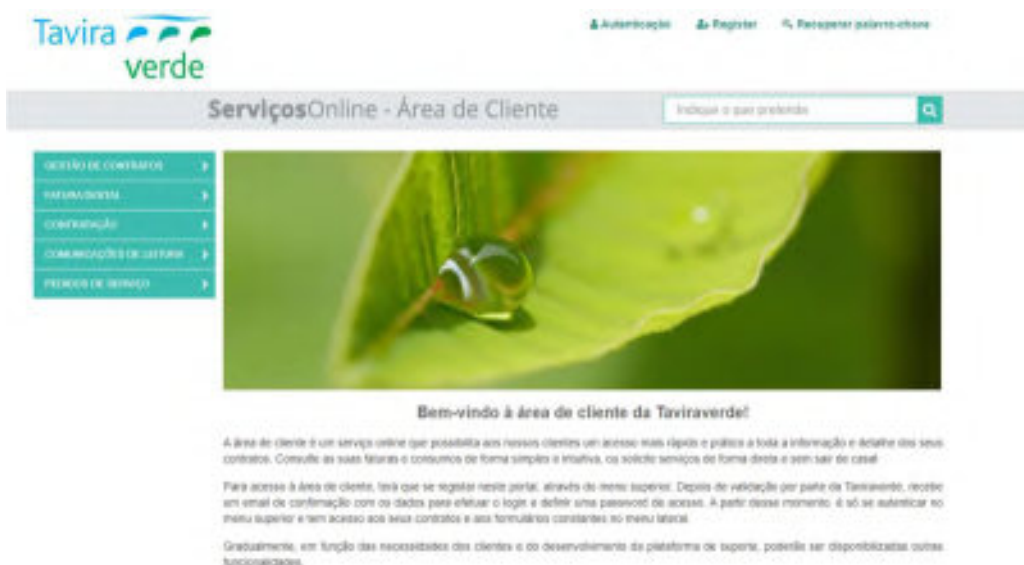 Tavira
verde
Autenticação Register Recuperar palavra-chave
ServiçosOnline - Área de Cliente
Indique o que pretende
GESTÃO DE CONTRATOS
FATURA DIGITAL
CONTRATAÇÃO
COMUNICAÇÕES DE LEITURA
PEDIDOS DE SERVIÇO
Bem-vindo à área de cliente da Taviraverde!
A área de cliente é um serviço online que possibilita aos nossos clientes um acesso mais rápido e prático a toda a informação e detalhe dos seus
contratos. Consulte as suas faturas e consumos de forma simples e intuitiva, ou solicite serviços de forma direta e sem sair de casa!
Para acesso à área de cliente, terá que se registar neste portal, através do menu superior. Depois de validação por parte da Taviraverde, recebe
um email de confirmação com os dados para efetuar o login e definir uma password de acesso. A partir desse momento, é só se autenticar no
menu superior e tem acesso aos seus contratos e aos formulários constantes no menu lateral.
Gradualmente, em função das necessidades dos clientes e do desenvolvimento da plataforma de suporte, poderão ser disponibilizadas outras
funcionalidades.